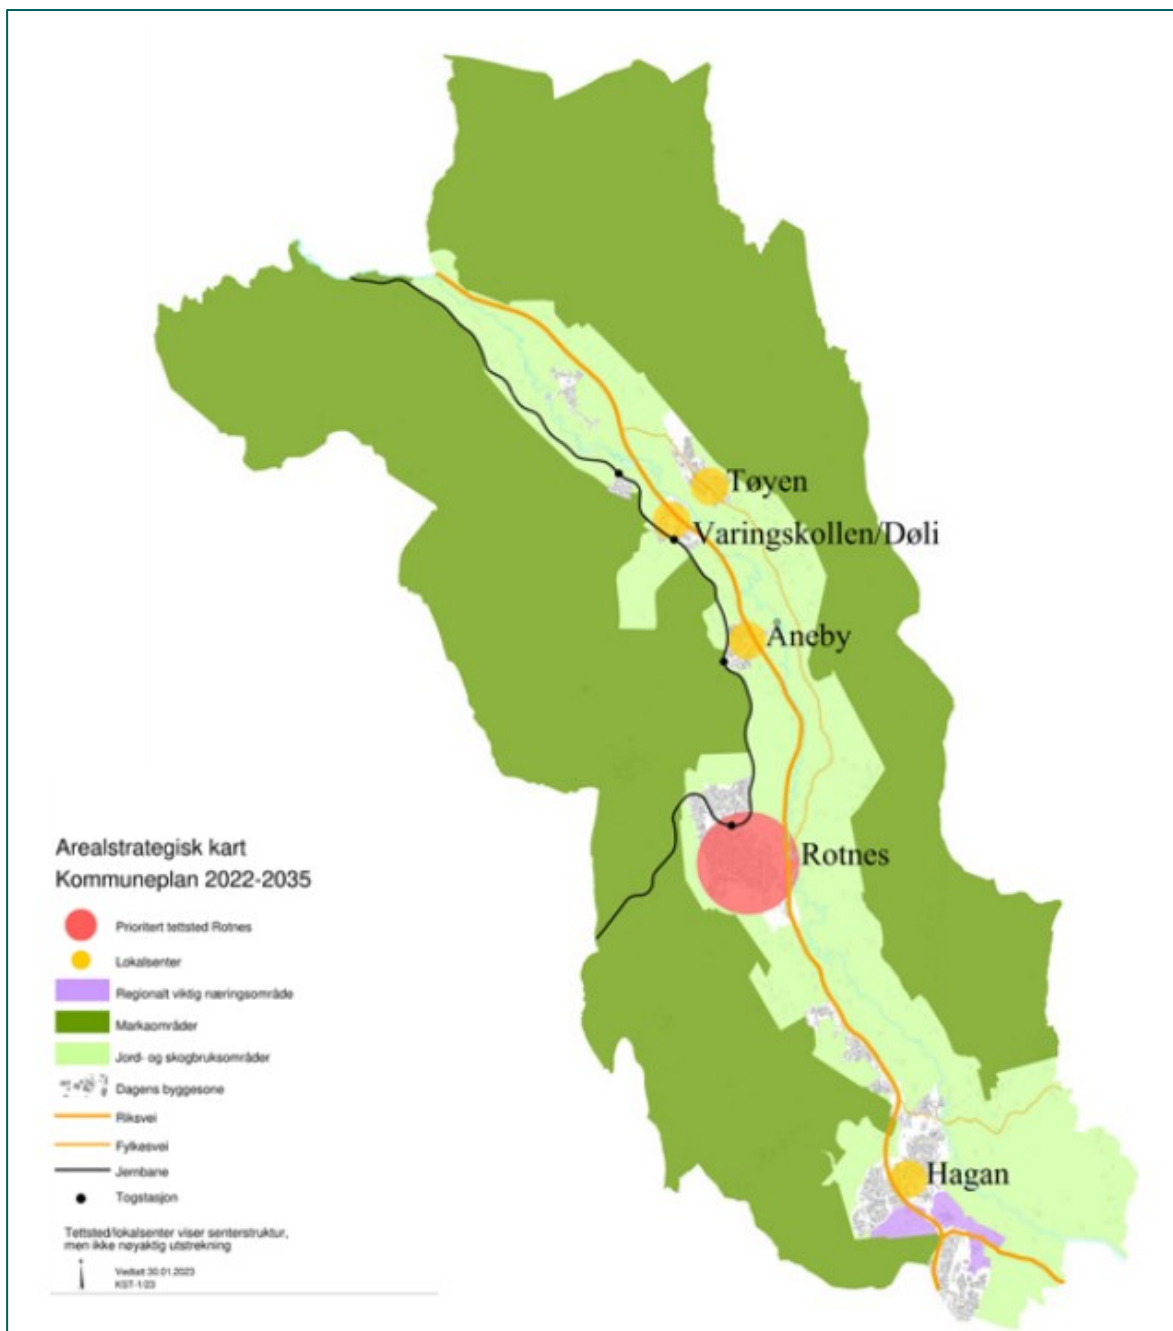 Tøyen
Varingskollen/Døli
Åneby
Rotnes
Hagan
Arealstrategisk kart
Kommuneplan 2022-2035
Prioritert tettsted Rotnes
Lokalsenter
Regionalt viktig næringsområde
Markaområder
Jord- og skogbruksområder
Dagens byggesone
Riksvei
Fylkesvei
Jernbane
Togstasjon
Tettsted/lokalsenter viser senterstruktur,
men ikke nøyaktig utstrekning
Vedtatt 30.01.2023
KST-1/23